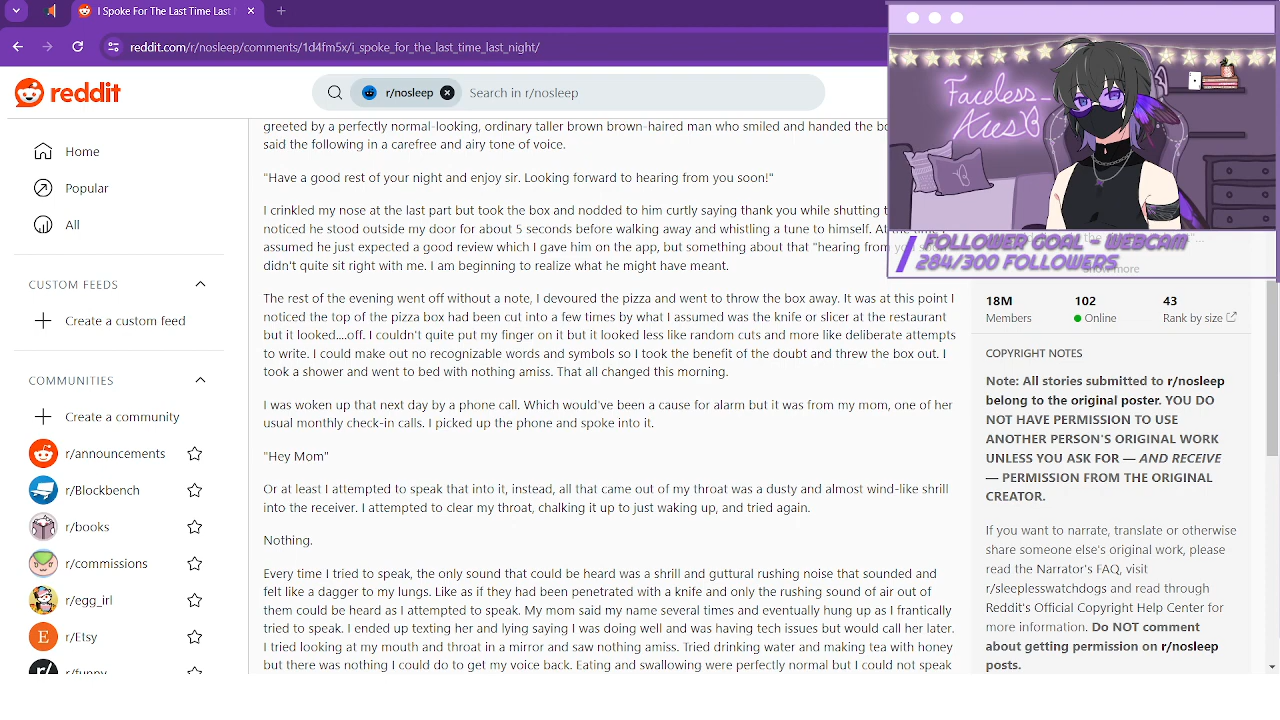 I Spoke For The Last Time Last
reddit.com/r/nosleep/comments/1d4fm5x/i_spoke_for_the_last_time_last_night/
reddit
r/nosleep
Search in r/nosleep
Home
Popular
All
CUSTOM FEEDS
Create a custom feed
COMMUNITIES
Create a community
r/announcements
r/Blockbench
r/books
r/commissions
r/egg_irl
r/Etsy
r/funny
greeted by a perfectly normal-looking, ordinary taller brown brown-haired man who smiled and handed the
said the following in a carefree and airy tone of voice.
"Have a good rest of your night and enjoy sir. Looking forward to hearing from you soon!"
I crinkled my nose at the last part but took the box and nodded to him curtly saying thank you while shutting
noticed he stood outside my door for about 5 seconds before walking away and whistling a tune to himself. At
assumed he just expected a good review which I gave him on the app, but something about that "hearing from
didn't quite sit right with me. I am beginning to realize what he might have meant.
The rest of the evening went off without a note, I devoured the pizza and went to throw the box away. It was at this point I
noticed the top of the pizza box had been cut into a few times by what I assumed was the knife or slicer at the restaurant
but it looked....off. I couldn't quite put my finger on it but it looked less like random cuts and more like deliberate attempts
to write. I could make out no recognizable words and symbols so I took the benefit of the doubt and threw the box out. I
took a shower and went to bed with nothing amiss. That all changed this morning.
I was woken up that next day by a phone call. Which would've been a cause for alarm but it was from my mom, one of her
usual monthly check-in calls. I picked up the phone and spoke into it.
"Hey Mom"
Or at least I attempted to speak that into it, instead, all that came out of my throat was a dusty and almost wind-like shrill
into the receiver. I attempted to clear my throat, chalking it up to just waking up, and tried again.
Nothing.
Every time I tried to speak, the only sound that could be heard was a shrill and guttural rushing noise that sounded and
felt like a dagger to my lungs. Like as if they had been penetrated with a knife and only the rushing sound of air out of
them could be heard as I attempted to speak. My mom said my name several times and eventually hung up as I frantically
tried to speak. I ended up texting her and lying saying I was doing well and was having tech issues but would call her later.
I tried looking at my mouth and throat in a mirror and saw nothing amiss. Tried drinking water and making tea with honey
but there was nothing I could do to get my voice back. Eating and swallowing were perfectly normal but I could not speak
Faceless_
KrisB
FOLLOWER GOAL - WEBCAM
284/300 FOLLOWERS
Show more
18M
Members
102
Online
43
Rank by size
COPYRIGHT NOTES
Note: All stories submitted to r/nosleep
belong to the original poster. YOU DO
NOT HAVE PERMISSION TO USE
ANOTHER PERSON'S ORIGINAL WORK
UNLESS YOU ASK FOR — AND RECEIVE
— PERMISSION FROM THE ORIGINAL
CREATOR.
If you want to narrate, translate or otherwise
share someone else's original work, please
read the Narrator's FAQ, visit
r/sleeplesswatchdogs and read through
Reddit's Official Copyright Help Center for
more information. Do NOT comment
about getting permission on r/nosleep
posts.